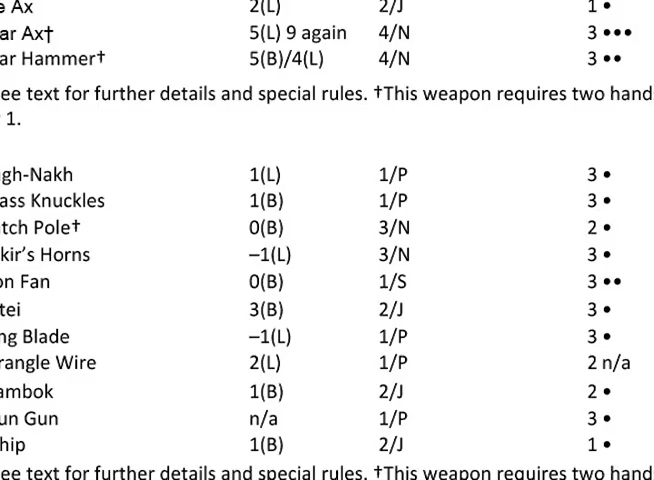 e Ax 2(L) 2/J 1 •
ar Ax† 5(L) 9 again 4/N 3 •••
ar Hammer† 5(B)/4(L) 4/N 3 ••
ee text for further details and special rules. †This weapon requires two hands
1.
gh-Nakh 1(L) 1/P 3 •
ass Knuckles 1(B) 1/P 3 •
tch Pole† 0(B) 3/N 2 •
kir’s Horns –1(L) 3/N 3 •
on Fan 0(B) 1/S 3 ••
tei 3(B) 2/J 3 •
ng Blade –1(L) 1/P 3 •
rangle Wire 2(L) 1/P 2 n/a
ambok 1(B) 2/J 2 •
un Gun n/a 1/P 3 •
hip 1(B) 2/J 1 •
ee text for further details and special rules. †This weapon requires two hands